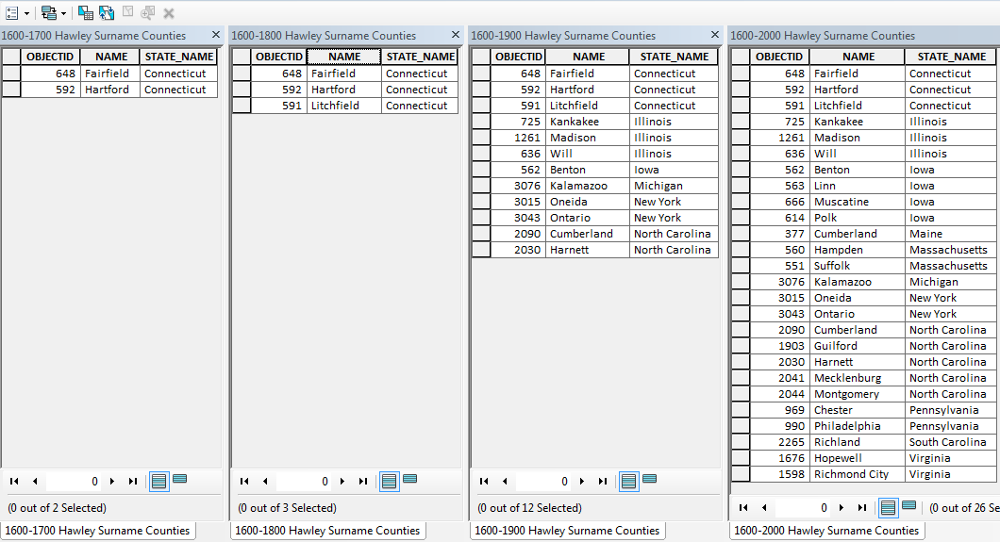 1600-1700 Hawley Surname Counties
OBJECTID NAME STATE_NAME
648 Fairfield Connecticut
592 Hartford Connecticut
0
(0 out of 2 Selected)
1600-1700 Hawley Surname Counties
1600-1800 Hawley Surname Counties
OBJECTID NAME STATE_NAME
648 Fairfield Connecticut
592 Hartford Connecticut
591 Litchfield Connecticut
0
(0 out of 3 Selected)
1600-1800 Hawley Surname Counties
1600-1900 Hawley Surname Counties
OBJECTID NAME STATE_NAME
648 Fairfield Connecticut
592 Hartford Connecticut
591 Litchfield Connecticut
725 Kankakee Illinois
1261 Madison Illinois
636 Will Illinois
562 Benton Iowa
3076 Kalamazoo Michigan
3015 Oneida New York
3043 Ontario New York
2090 Cumberland North Carolina
2030 Harnett North Carolina
0
(0 out of 12 Selected)
1600-1900 Hawley Surname Counties
1600-2000 Hawley Surname Counties
OBJECTID NAME STATE_NAME
648 Fairfield Connecticut
592 Hartford Connecticut
591 Litchfield Connecticut
725 Kankakee Illinois
1261 Madison Illinois
636 Will Illinois
562 Benton Iowa
563 Linn Iowa
666 Muscatine Iowa
614 Polk Iowa
377 Cumberland Maine
560 Hampden Massachusetts
551 Suffolk Massachusetts
3076 Kalamazoo Michigan
3015 Oneida New York
3043 Ontario New York
2090 Cumberland North Carolina
1903 Guilford North Carolina
2030 Harnett North Carolina
2041 Mecklenburg North Carolina
2044 Montgomery North Carolina
969 Chester Pennsylvania
990 Philadelphia Pennsylvania
2265 Richland South Carolina
1676 Hopewell Virginia
1598 Richmond City Virginia
0
(0 out of 26 Se
1600-2000 Hawley Surname Counties